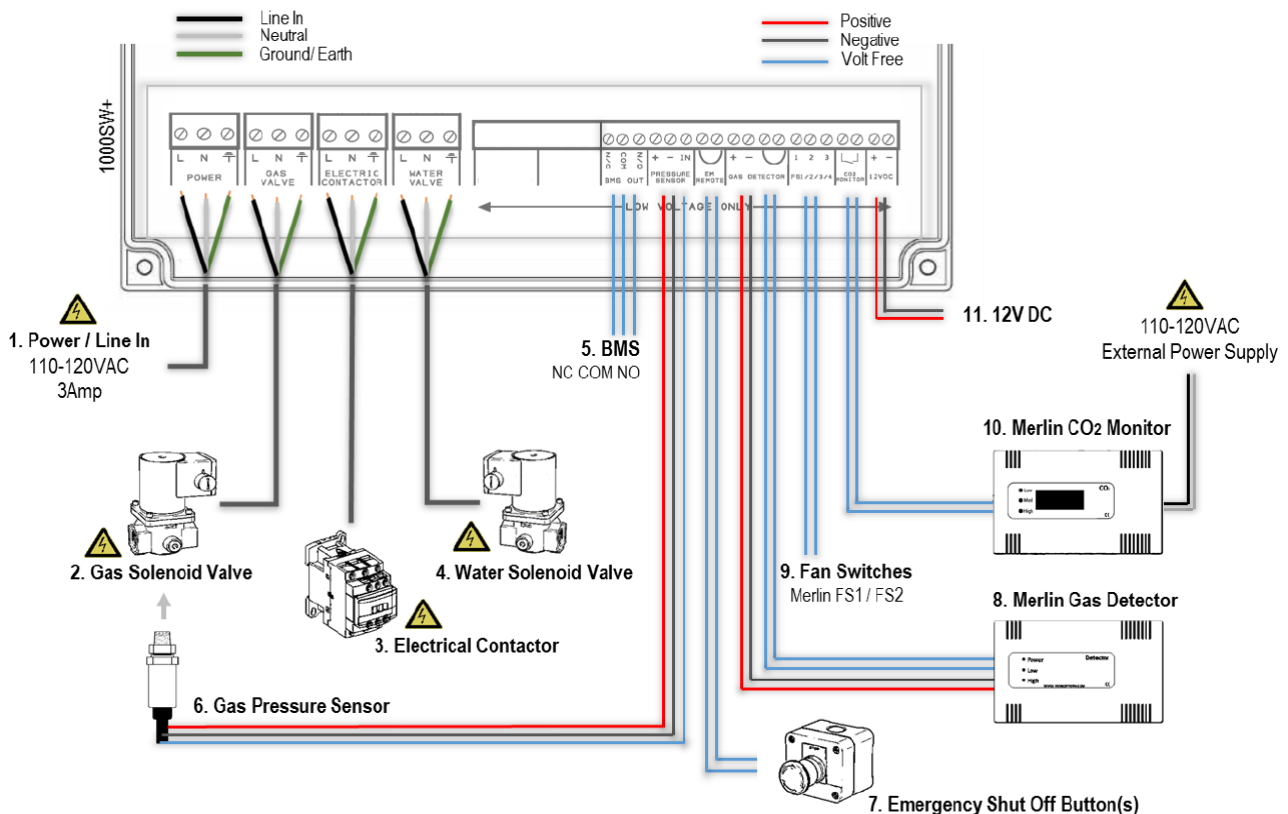 Line In
Neutral
Ground/ Earth
Positive
Negative
Volt Free
1000SW+
L N
POWER
L N
GAS
VALVE
L N
ELECTRIC
CONTACTOR
L N
WATER
VALVE
N/C COM N/O
BMS OUT
+ − IN
PRESSURE
SENSOR
EM
REMOTE
+ −
GAS DETECTOR
1 2 3
FS1/2/3/4
CO2
MONITOR
+ −
12VDC
LOW VOLTAGE ONLY
1. Power / Line In
110-120VAC
3Amp
5. BMS
NC COM NO
11. 12V DC
110-120VAC
External Power Supply
10. Merlin CO2 Monitor
Low
Med
High
CO2
2. Gas Solenoid Valve
4. Water Solenoid Valve
3. Electrical Contactor
9. Fan Switches
Merlin FS1 / FS2
8. Merlin Gas Detector
Power
Low
High
Detector
6. Gas Pressure Sensor
7. Emergency Shut Off Button(s)